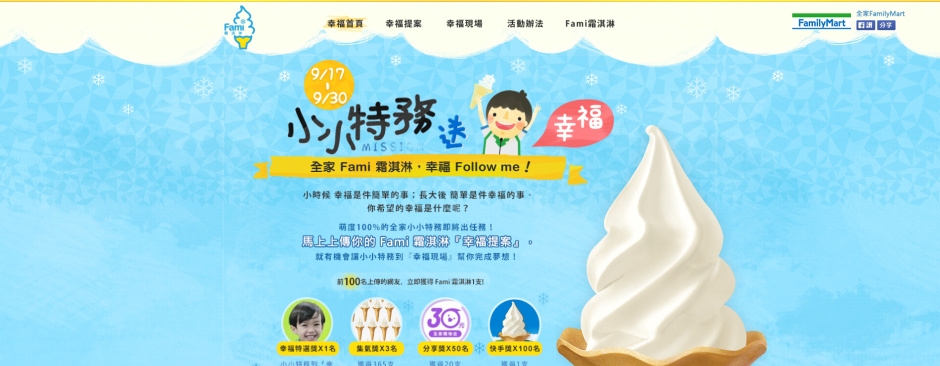 Fami
霜淇淋
幸福首頁
幸福提案
幸福現場
活動辦法
Fami霜淇淋
FamilyMart
全家FamilyMart
讚
分享
9/17
-
9/30
小小特務
送
幸福
MISSION
全家 Fami 霜淇淋,幸福 Follow me!
小時候 幸福是件簡單的事;長大後 簡單是件幸福的事。
你希望的幸福是什麼呢?
萌度100%的全家小小特務即將出任務!
馬上上傳你的 Fami 霜淇淋『幸福提案』。
就有機會讓小小特務到『幸福現場』幫你完成夢想!
前100名上傳的網友,立即獲得 Fami 霜淇淋1支!
30元
幸福特選獎X1名
集氣獎X3名
分享獎X50名
快手獎X100名